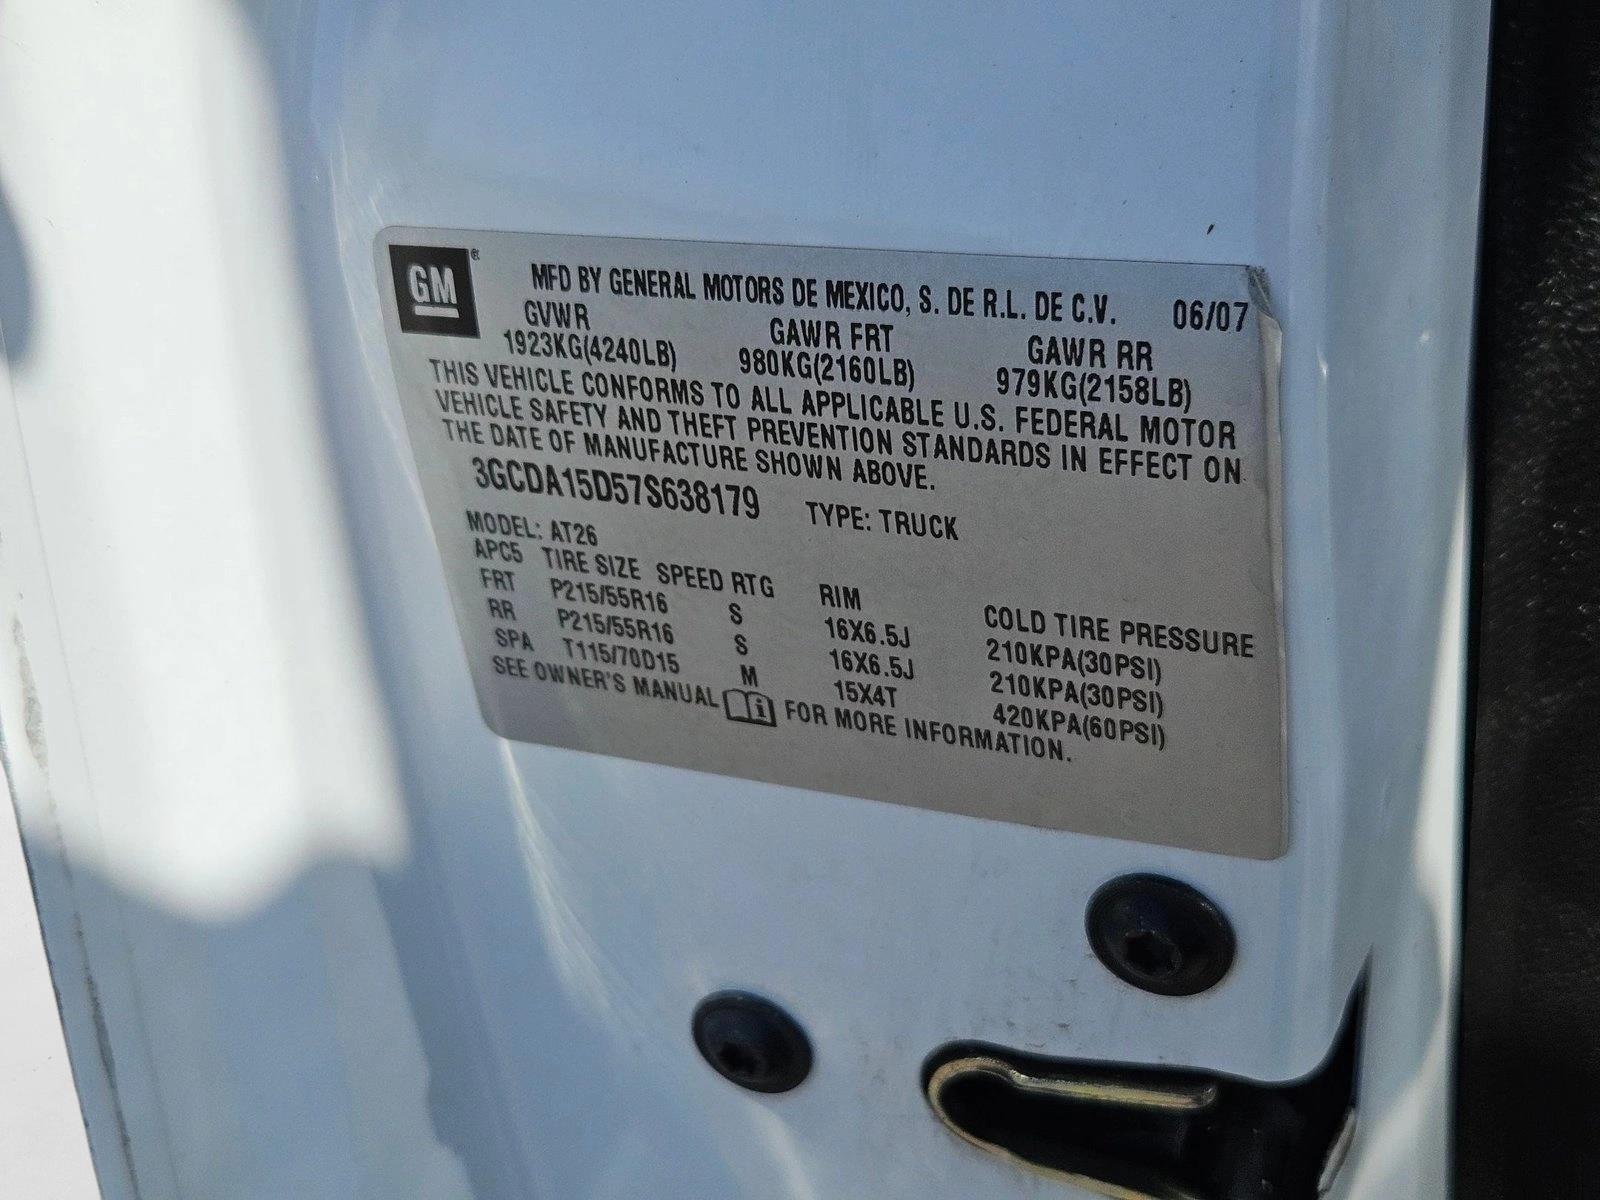 GM®
MFD BY GENERAL MOTORS DE MEXICO, S. DE R.L. DE C.V. 06/07
GVWR GAWR FRT GAWR RR
1923KG(4240LB) 980KG(2160LB) 979KG(2158LB)
THIS VEHICLE CONFORMS TO ALL APPLICABLE U.S. FEDERAL MOTOR
VEHICLE SAFETY AND THEFT PREVENTION STANDARDS IN EFFECT ON
THE DATE OF MANUFACTURE SHOWN ABOVE.
3GCDA15D57S638179 TYPE: TRUCK
MODEL: AT26
APC5 TIRE SIZE SPEED RTG RIM COLD TIRE PRESSURE
FRT P215/55R16 S 16X6.5J 210KPA(30PSI)
RR P215/55R16 S 16X6.5J 210KPA(30PSI)
SPA T115/70D15 M 15X4T 420KPA(60PSI)
SEE OWNER'S MANUAL i FOR MORE INFORMATION.